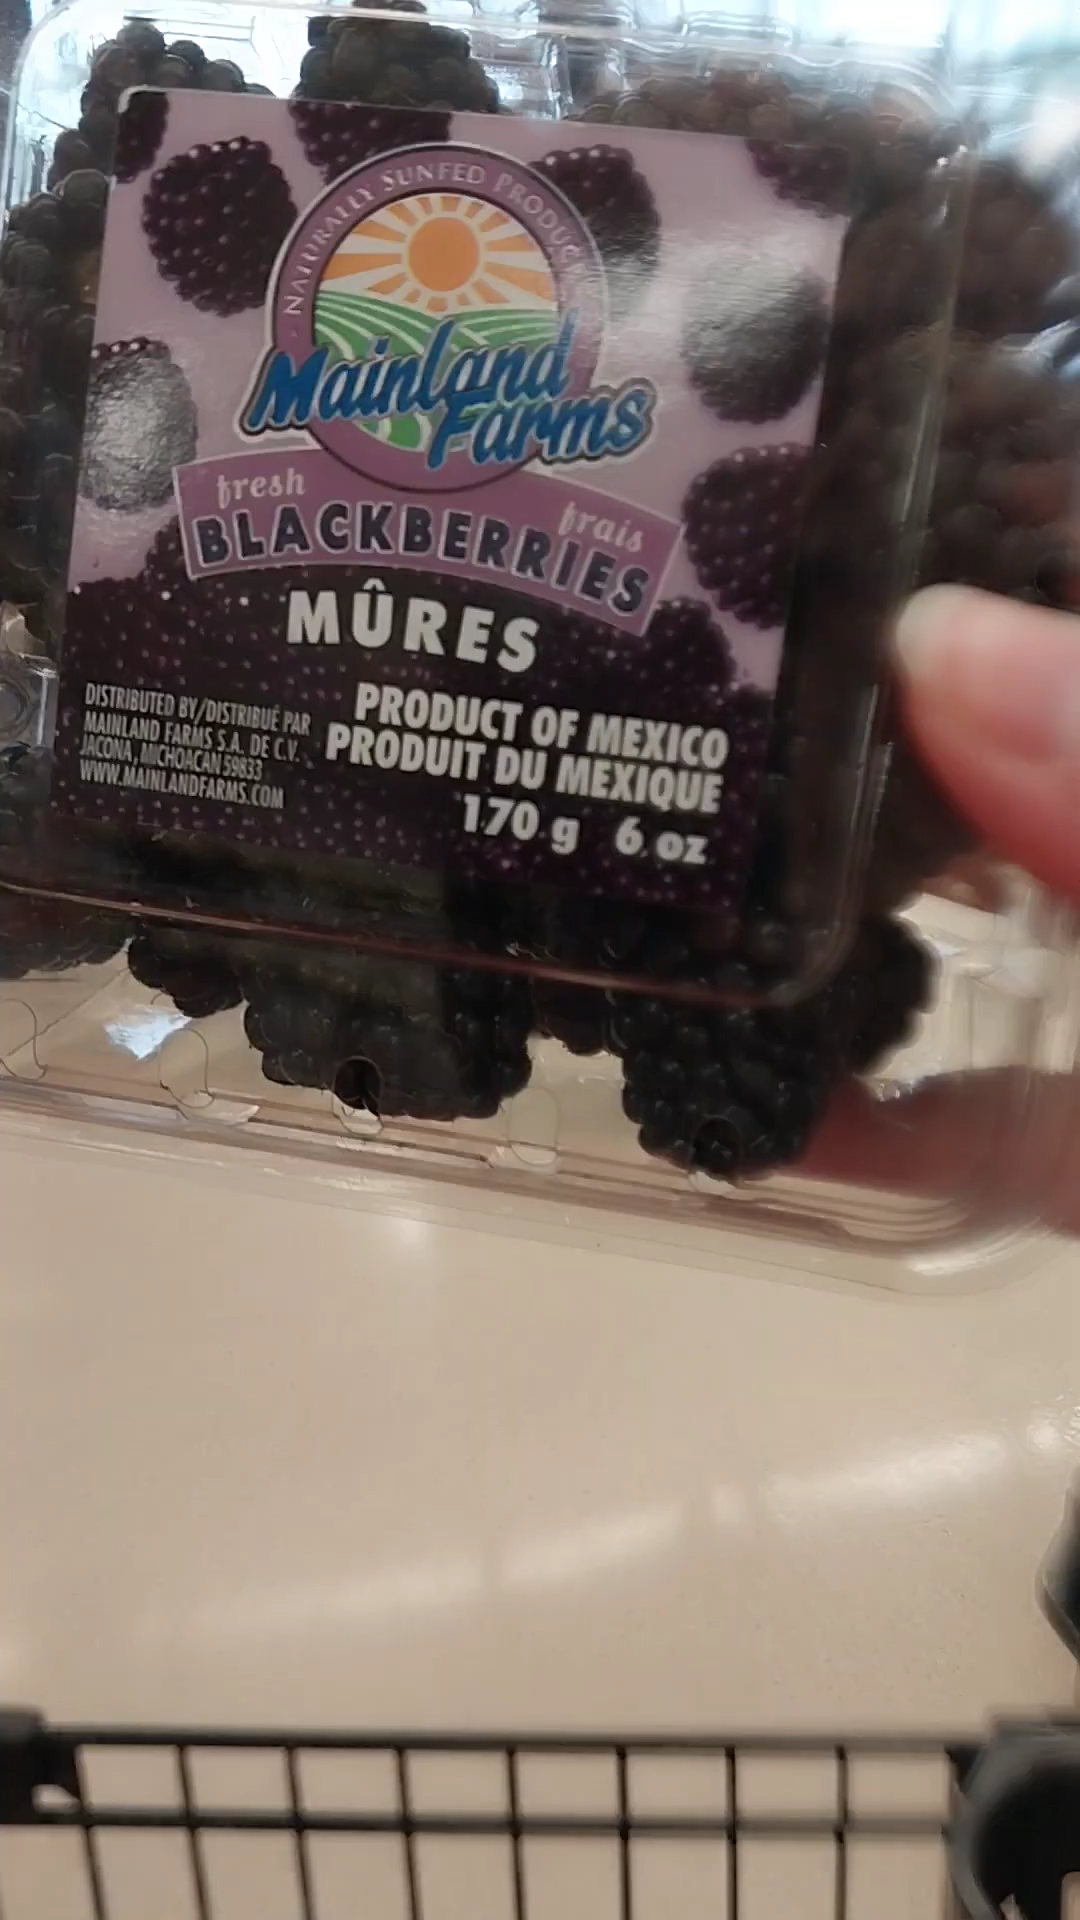 NATURALLY SUNFED PRODUCE
Mainland
Farms
fresh
frais
BLACKBERRIES
MÛRES
DISTRIBUTED BY/DISTRIBUÉ PAR
MAINLAND FARMS S.A. DE C.V.
JACONA, MICHOACAN 59833
WWW.MAINLANDFARMS.COM
PRODUCT OF MEXICO
PRODUIT DU MEXIQUE
170 g 6 oz